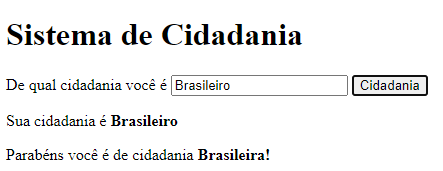 Sistema de Cidadania
De qual cidadania você é Brasileiro Cidadania
Sua cidadania é Brasileiro
Parabéns você é de cidadania Brasileira!